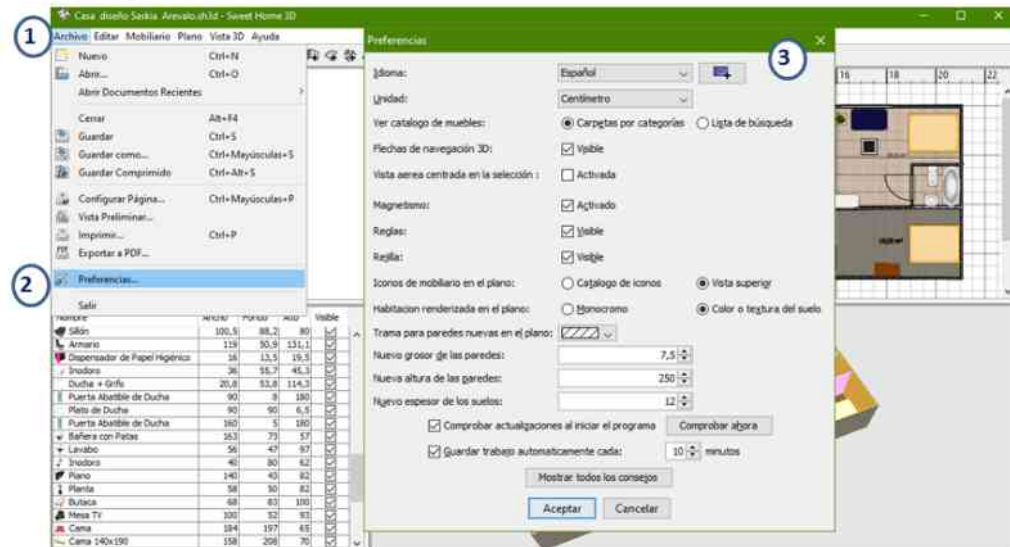 Casa diseño Saskia Arevalo.sh3d - Sweet Home 3D
1
Archivo Editar Mobiliario Plano Vista 3D Ayuda
Nuevo Ctrl+N
Abrir... Ctrl+O
Abrir Documentos Recientes
Cerrar Alt+F4
Guardar Ctrl+S
Guardar como... Ctrl+Mayúsculas+S
Guardar Comprimido Ctrl+Alt+S
Configurar Página... Ctrl+Mayúsculas+P
Vista Preliminar...
Imprimir... Ctrl+P
Exportar a PDF...
2
Preferencias...
Salir
Nombre Ancho Fondo Alto Visible
Sillón 100,5 88,2 80
Armario 119 50,9 131,1
Dispensador de Papel Higiénico 16 13,5 19,5
Inodoro 36 55,7 45,3
Ducha + Grifo 20,8 53,8 114,3
Puerta Abatible de Ducha 90 8 180
Plato de Ducha 90 90 6,5
Puerta Abatible de Ducha 160 5 180
Bañera con Patas 163 73 57
Lavabo 56 47 97
Inodoro 40 80 62
Piano 140 43 82
Planta 58 50 82
Butaca 68 83 100
Mesa TV 100 52 93
Cama 184 197 65
Cama 140x190 158 208 70
Preferencias
3
Idioma: Español
Unidad: Centímetro
Ver catalogo de muebles: Carpetas por categorías Lista de búsqueda
Flechas de navegación 3D: Visible
Vista aerea centrada en la selección : Activada
Magnetismo: Activado
Reglas: Visible
Rejilla: Visible
Iconos de mobiliario en el plano: Catalogo de iconos Vista superior
Habitacion renderizada en el plano: Monocromo Color o textura del suelo
Trama para paredes nuevas en el plano:
Nuevo grosor de las paredes: 7,5
Nueva altura de las paredes: 250
Nuevo espesor de los suelos: 12
Comprobar actualizaciones al iniciar el programa Comprobar ahora
Guardar trabajo automaticamente cada: 10 minutos
Mostrar todos los consejos
Aceptar Cancelar
16 18 20 22